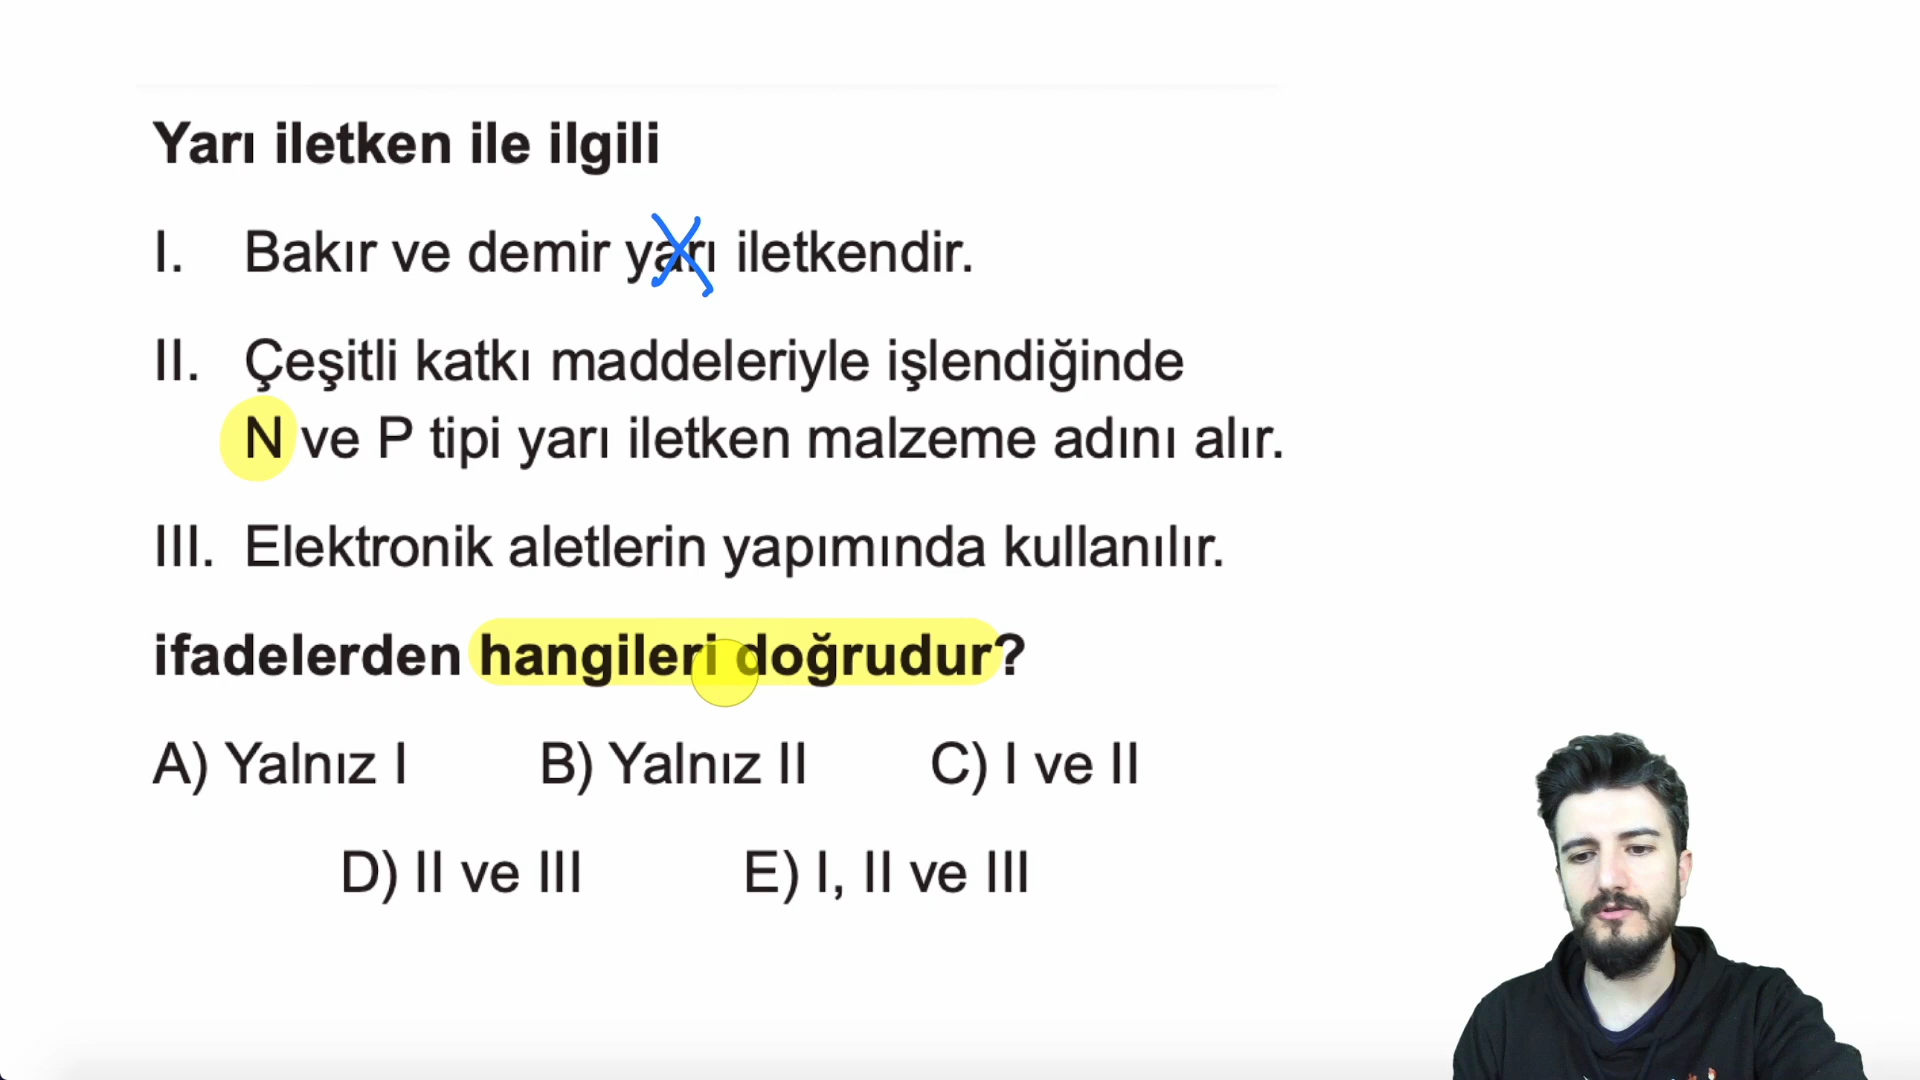 Yarı iletken ile ilgili
I. Bakır ve demir yarı iletkendir.
II. Çeşitli katkı maddeleriyle işlendiğinde
N ve P tipi yarı iletken malzeme adını alır.
III. Elektronik aletlerin yapımında kullanılır.
ifadelerden hangileri doğrudur?
A) Yalnız I B) Yalnız II C) I ve II
D) II ve III E) I, II ve III